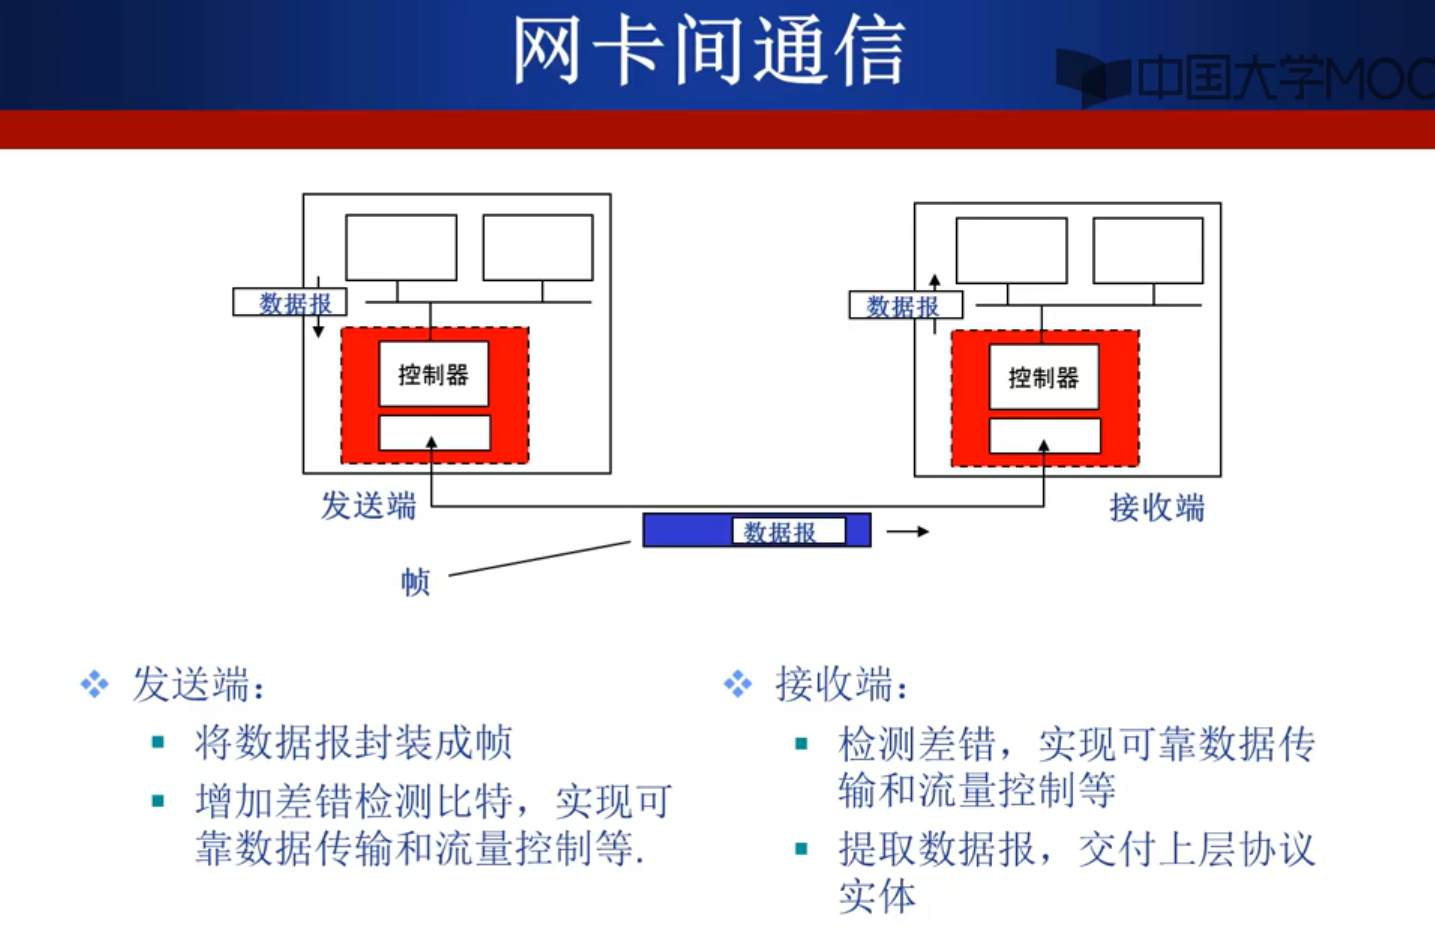 网卡间通信
中国大学MOO
数据报
数据报
控制器
控制器
发送端
接收端
数据报
帧
发送端：
将数据报封装成帧
增加差错检测比特，实现可
靠数据传输和流量控制等.
接收端：
检测差错，实现可靠数据传
输和流量控制等
提取数据报，交付上层协议
实体